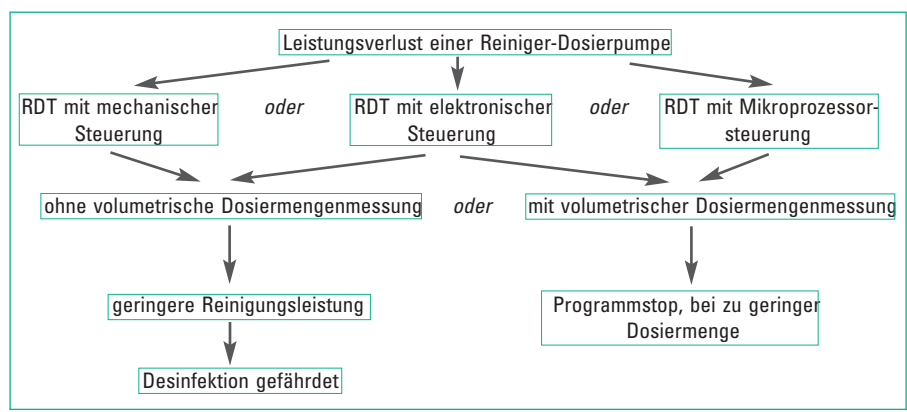 Leistungsverlust einer Reiniger-Dosierpumpe
RDT mit mechanischer
Steuerung
oder
RDT mit elektronischer
Steuerung
oder
RDT mit Mikroprozessor-
steuerung
ohne volumetrische Dosiermengenmessung
oder
mit volumetrischer Dosiermengenmessung
geringere Reinigungsleistung
Programmstop, bei zu geringer
Dosiermenge
Desinfektion gefährdet